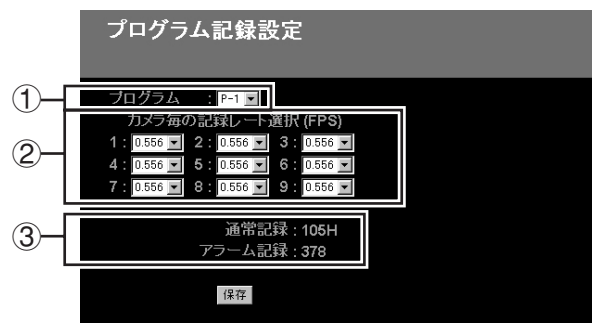 プログラム記録設定
① プログラム : P-1
カメラ毎の記録レート選択 (FPS)
② 1 : 0.556 2 : 0.556 3 : 0.556
4 : 0.556 5 : 0.556 6 : 0.556
7 : 0.556 8 : 0.556 9 : 0.556
③ 通常記録 : 105H
アラーム記録 : 378
保存